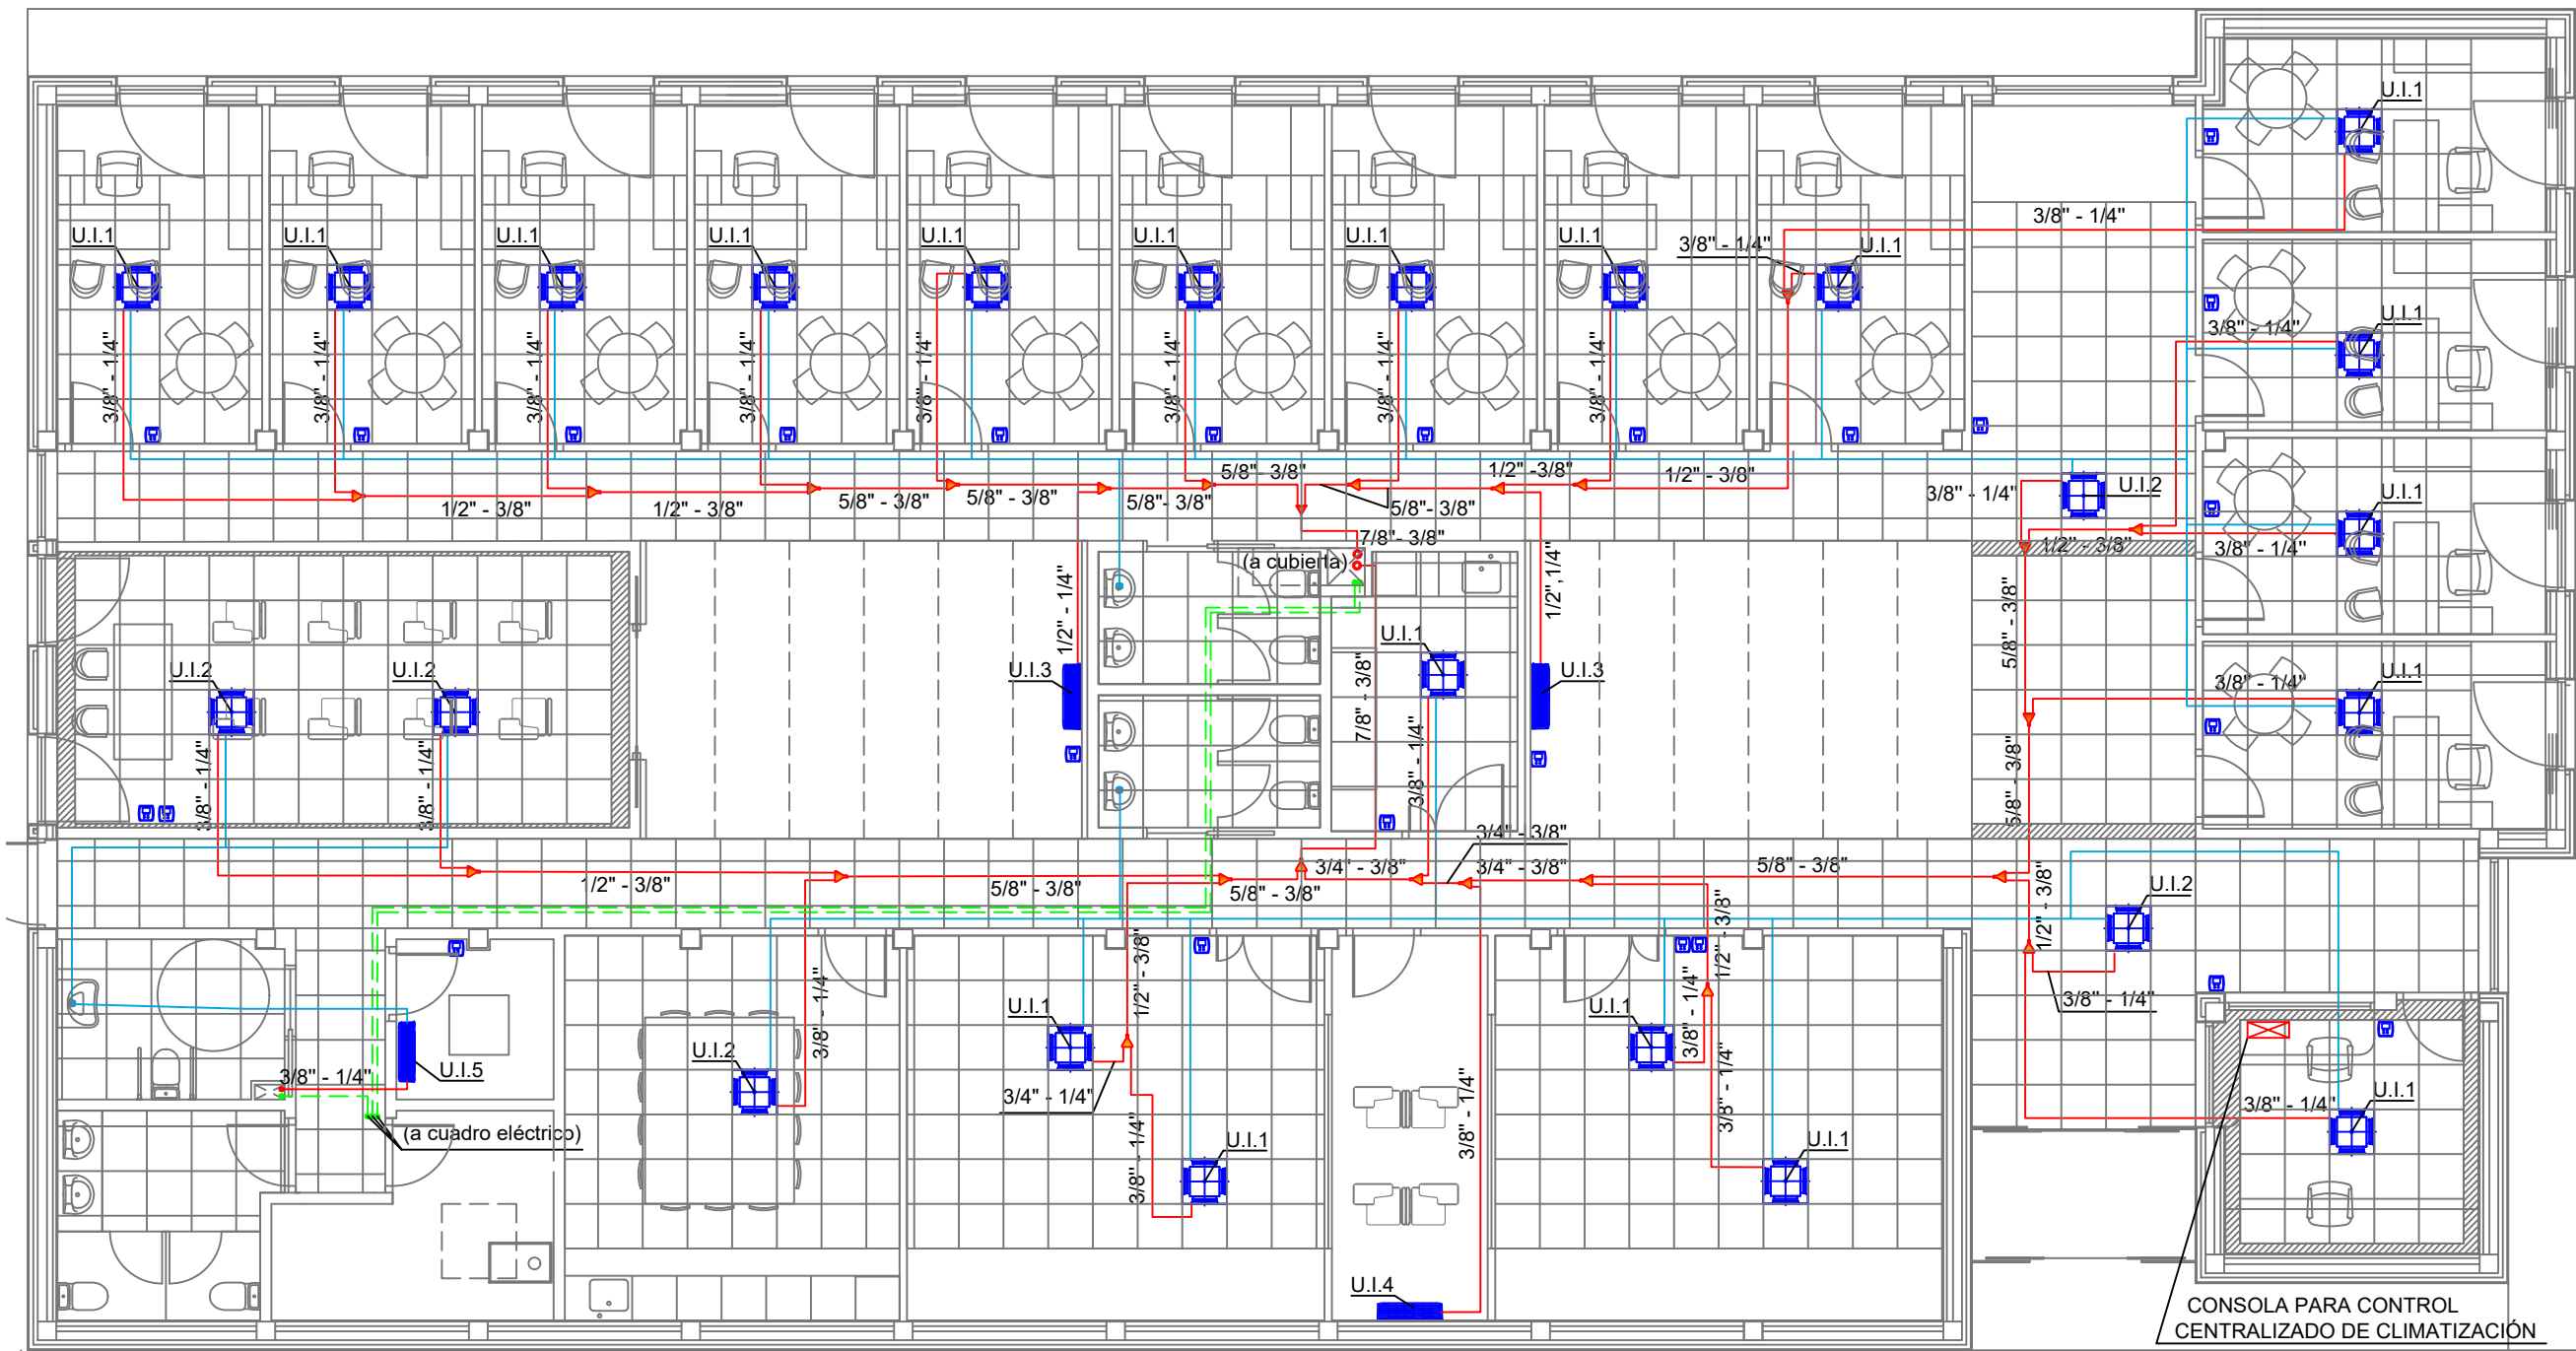 U.I.1
3/8" - 1/4"
U.I.1
U.I.1
U.I.1
U.I.1
U.I.1
U.I.1
U.I.1
U.I.1
3/8" - 1/4"
U.I.1
U.I.1
3/8" - 1/4"
3/8" - 1/4"
3/8" - 1/4"
3/8" - 1/4"
3/8" - 1/4"
3/8" - 1/4"
3/8" - 1/4"
3/8" - 1/4"
3/8" - 1/4"
5/8"- 3/8"
1/2" -3/8"
1/2" - 3/8"
3/8" - 1/4"
U.I.2
U.I.1
1/2" - 3/8"
1/2" - 3/8"
5/8" - 3/8"
5/8" - 3/8"
5/8"- 3/8"
5/8"- 3/8"
7/8"- 3/8"
1/2" - 3/8"
3/8" - 1/4"
(a cubierta)
1/2" - 1/4"
1/2",1/4"
5/8" - 3/8"
U.I.1
U.I.2
U.I.2
U.I.3
U.I.3
7/8" - 3/8"
3/8" - 1/4"
U.I.1
3/8" - 1/4"
3/8" - 1/4"
3/8" - 1/4"
5/8" - 3/8"
3/4" - 3/8"
1/2" - 3/8"
5/8" - 3/8"
5/8" - 3/8"
3/4" - 3/8"
3/4" - 3/8"
5/8" - 3/8"
1/2" - 3/8"
U.I.2
1/2" - 3/8"
1/2" - 3/8"
3/8" - 1/4"
3/8" - 1/4"
3/8" - 1/4"
U.I.1
U.I.1
3/8" - 1/4"
U.I.5
U.I.2
3/4" - 1/4"
3/8" - 1/4"
3/8" - 1/4"
3/8" - 1/4"
3/8" - 1/4"
U.I.1
(a cuadro eléctrico)
U.I.1
U.I.1
3/8" - 1/4"
U.I.4
CONSOLA PARA CONTROL
CENTRALIZADO DE CLIMATIZACIÓN